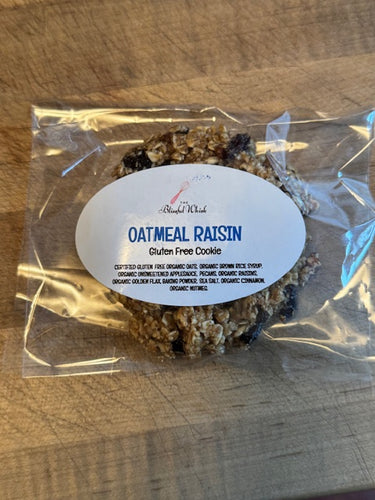 THE
Blissful Whisk
OATMEAL RAISIN
Gluten Free Cookie
CERTIFIED GLUTEN FREE ORGANIC OATS, ORGANIC BROWN RICE SYRUP,
ORGANIC UNSWEETENED APPLESAUCE, PECANS, ORGANIC RAISINS,
ORGANIC GOLDEN FLAX, BAKING POWDER, SEA SALT, ORGANIC CINNAMON,
ORGANIC NUTMEG.